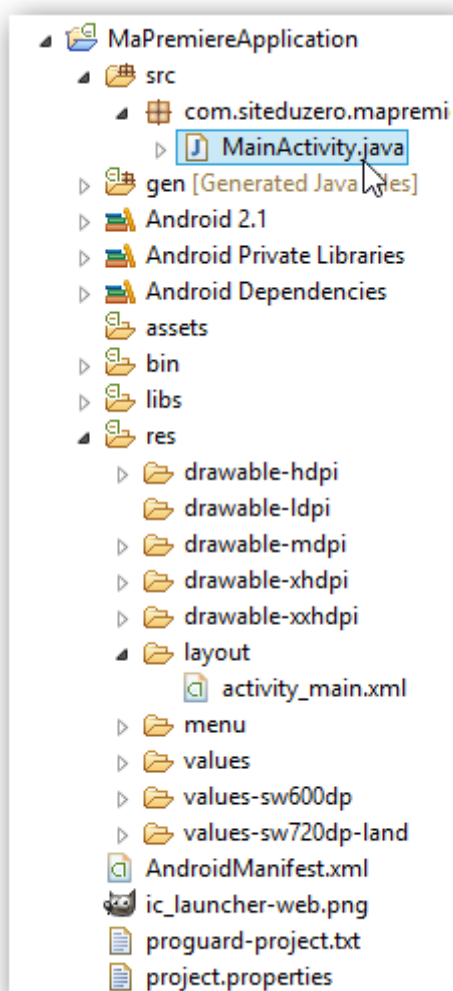 MaPremiereApplication
src
com.siteduzero.mapremi
MainActivity.java
gen [Generated Java Files]
Android 2.1
Android Private Libraries
Android Dependencies
assets
bin
libs
res
drawable-hdpi
drawable-ldpi
drawable-mdpi
drawable-xhdpi
drawable-xxhdpi
layout
activity_main.xml
menu
values
values-sw600dp
values-sw720dp-land
AndroidManifest.xml
ic_launcher-web.png
proguard-project.txt
project.properties